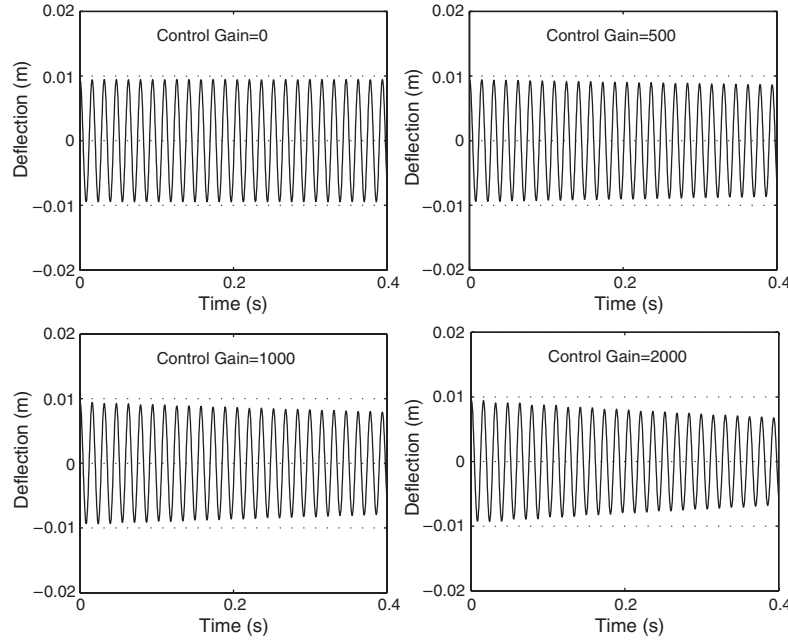 0.02
Control Gain=0
0.01
0
−0.01
−0.02
Deflection (m)
0
0.2
0.4
Time (s)
0.02
Control Gain=500
0.01
0
−0.01
−0.02
Deflection (m)
0
0.2
0.4
Time (s)
0.02
Control Gain=1000
0.01
0
−0.01
−0.02
Deflection (m)
0
0.2
0.4
Time (s)
0.02
Control Gain=2000
0.01
0
−0.01
−0.02
Deflection (m)
0
0.2
0.4
Time (s)